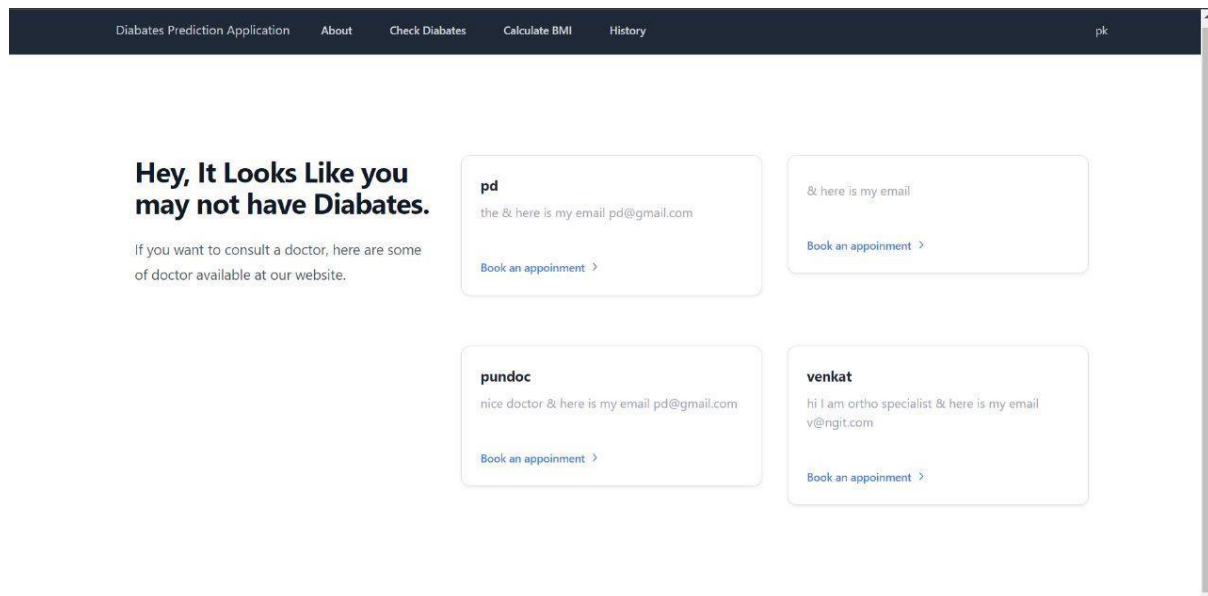 Diabates Prediction Application About Check Diabates Calculate BMI History pk
Hey, It Looks Like you
may not have Diabates.
If you want to consult a doctor, here are some
of doctor available at our website.
pd
the & here is my email pd@gmail.com
Book an appoinment >
& here is my email
Book an appoinment >
pundoc
nice doctor & here is my email pd@gmail.com
Book an appoinment >
venkat
hi I am ortho specialist & here is my email
v@ngit.com
Book an appoinment >